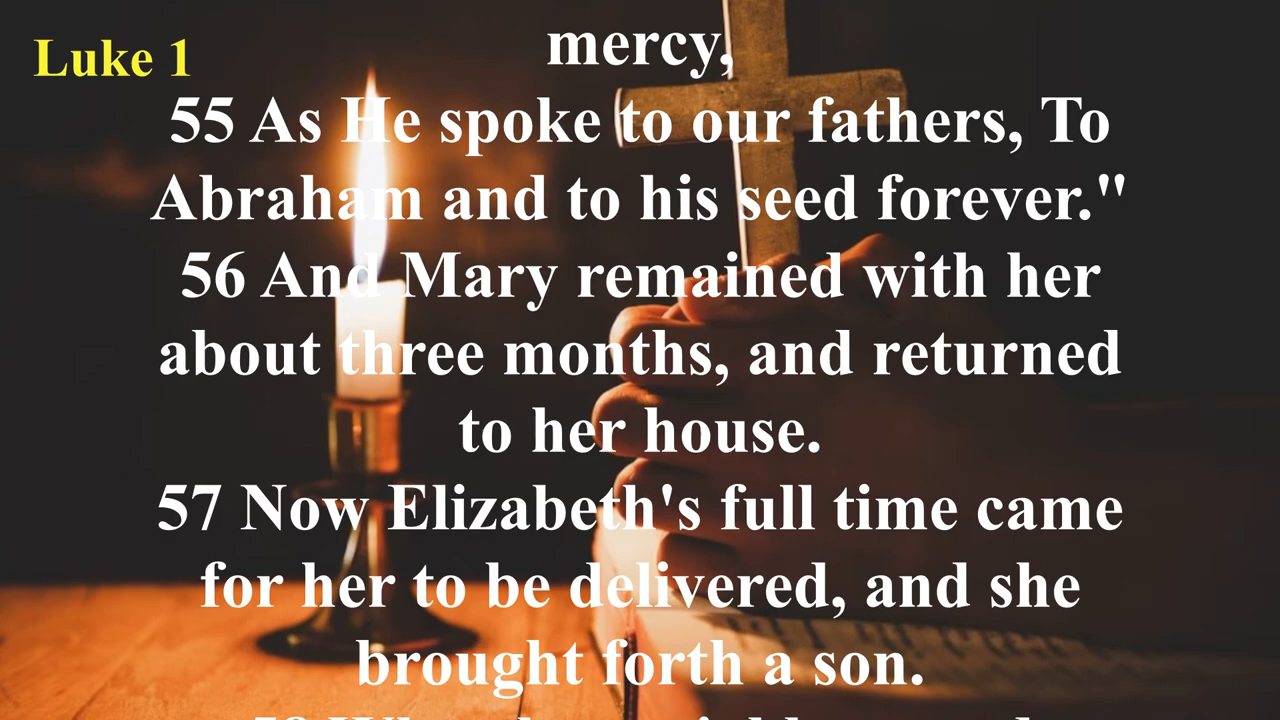 Luke 1
mercy,
55 As He spoke to our fathers, To
Abraham and to his seed forever."
56 And Mary remained with her
about three months, and returned
to her house.
57 Now Elizabeth's full time came
for her to be delivered, and she
brought forth a son.